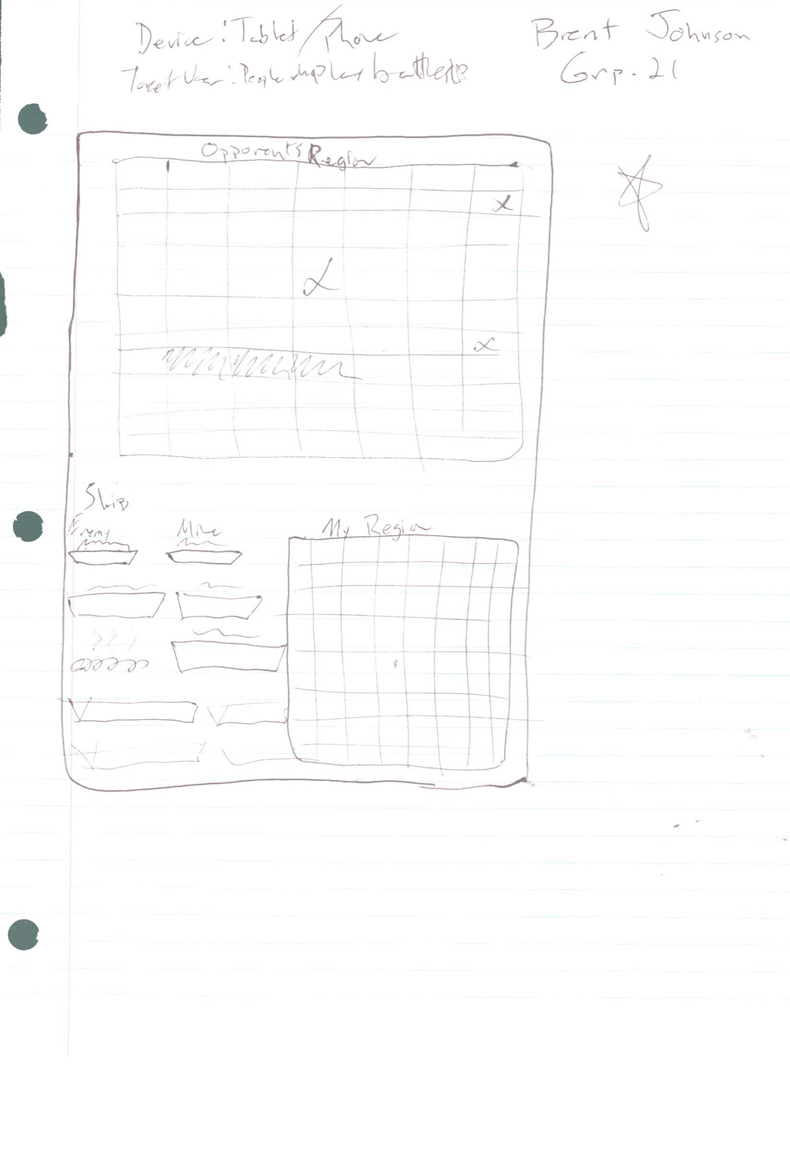 Device: Tablet/Phone
Brent Johnson
Target User: People who play battleship
Grp. 21
Opponent's Region
x
x
x
Ships
Enemy
Mine
My Region